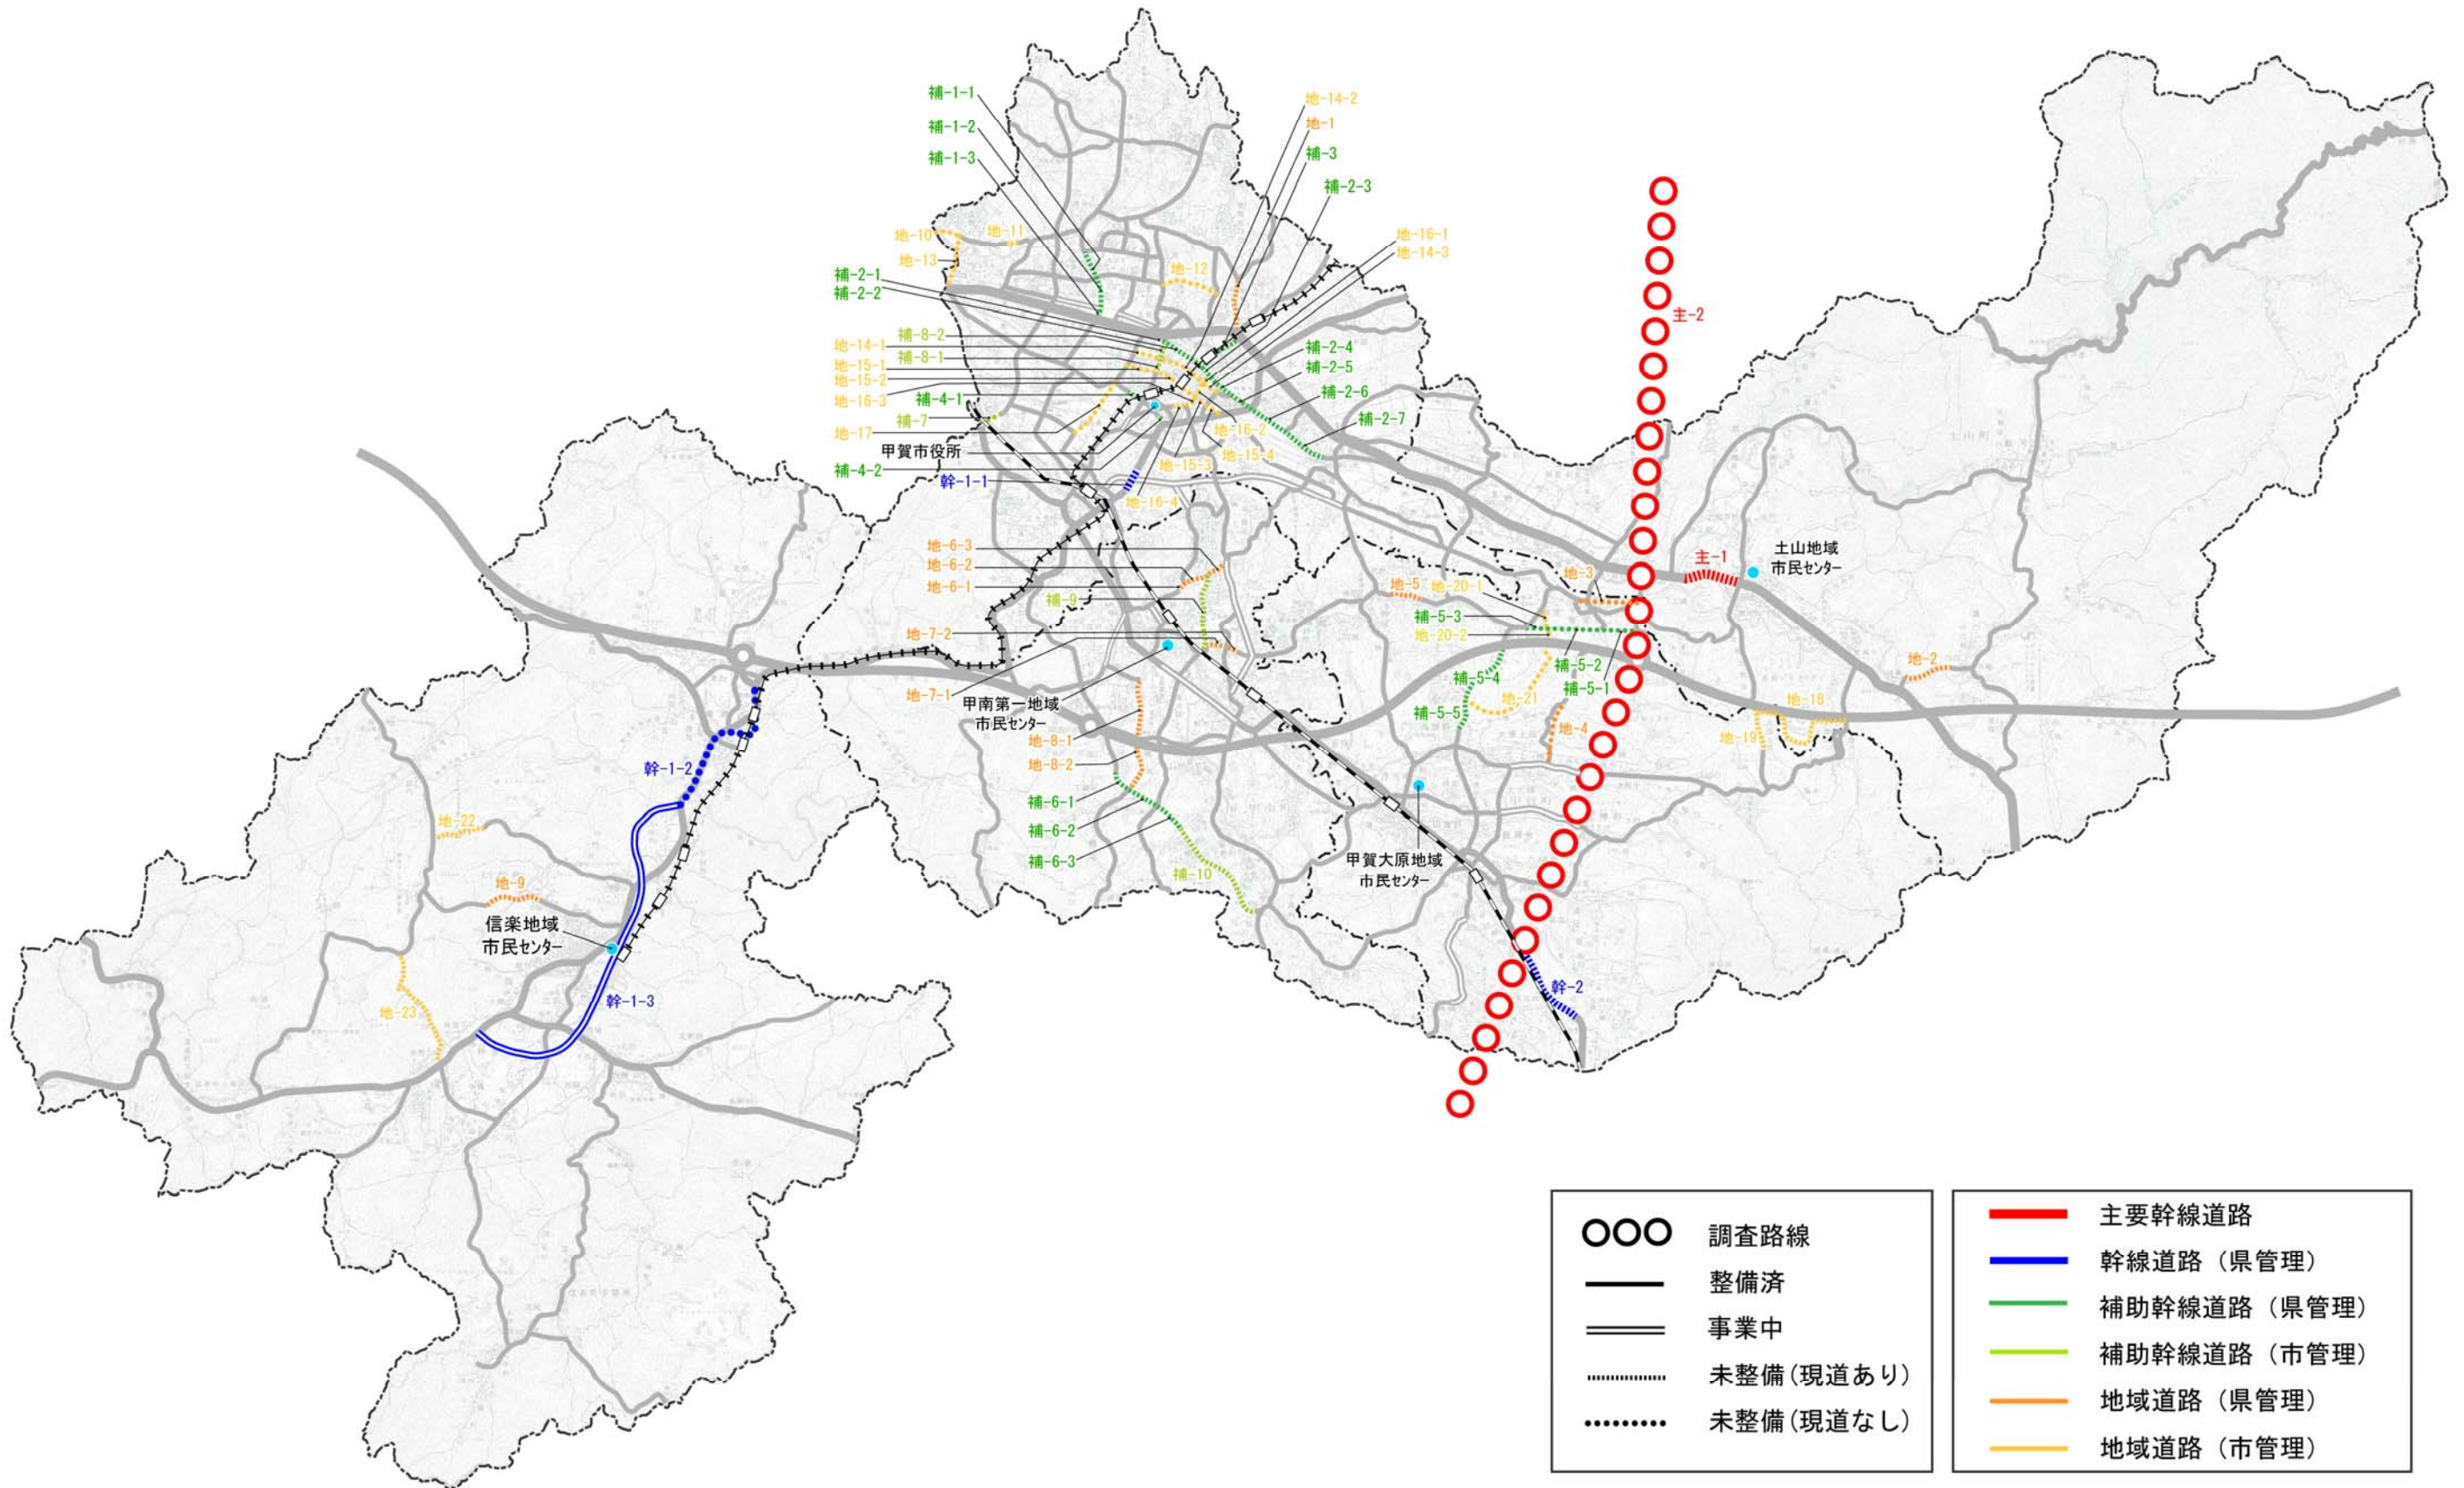 補-1-1
補-1-2
補-1-3
地-14-2
地-1
補-3
補-2-3
地-16-1
地-14-3
地-10
地-11
地-13
地-12
補-2-1
補-2-2
主-2
補-8-2
地-14-1
補-8-1
地-15-1
地-15-2
地-16-3
補-4-1
補-7
地-17
甲賀市役所
補-4-2
幹-1-1
補-2-4
補-2-5
補-2-6
補-2-7
地-16-2
地-15-4
地-15-3
地-16-4
地-6-3
地-6-2
地-6-1
補-9
地-7-2
地-7-1
甲南第一地域
市民センター
地-8-1
地-8-2
補-6-1
補-6-2
補-6-3
補-10
地-5
地-20-1
地-3
補-5-3
地-20-2
補-5-2
補-5-1
補-5-4
地-21
補-5-5
地-4
主-1
土山地域
市民センター
地-2
地-18
地-19
甲賀大原地域
市民センター
幹-2
幹-1-2
地-22
地-9
信楽地域
市民センター
幹-1-3
地-23
調査路線
整備済
事業中
未整備(現道あり)
未整備(現道なし)
主要幹線道路
幹線道路（県管理）
補助幹線道路（県管理）
補助幹線道路（市管理）
地域道路（県管理）
地域道路（市管理）